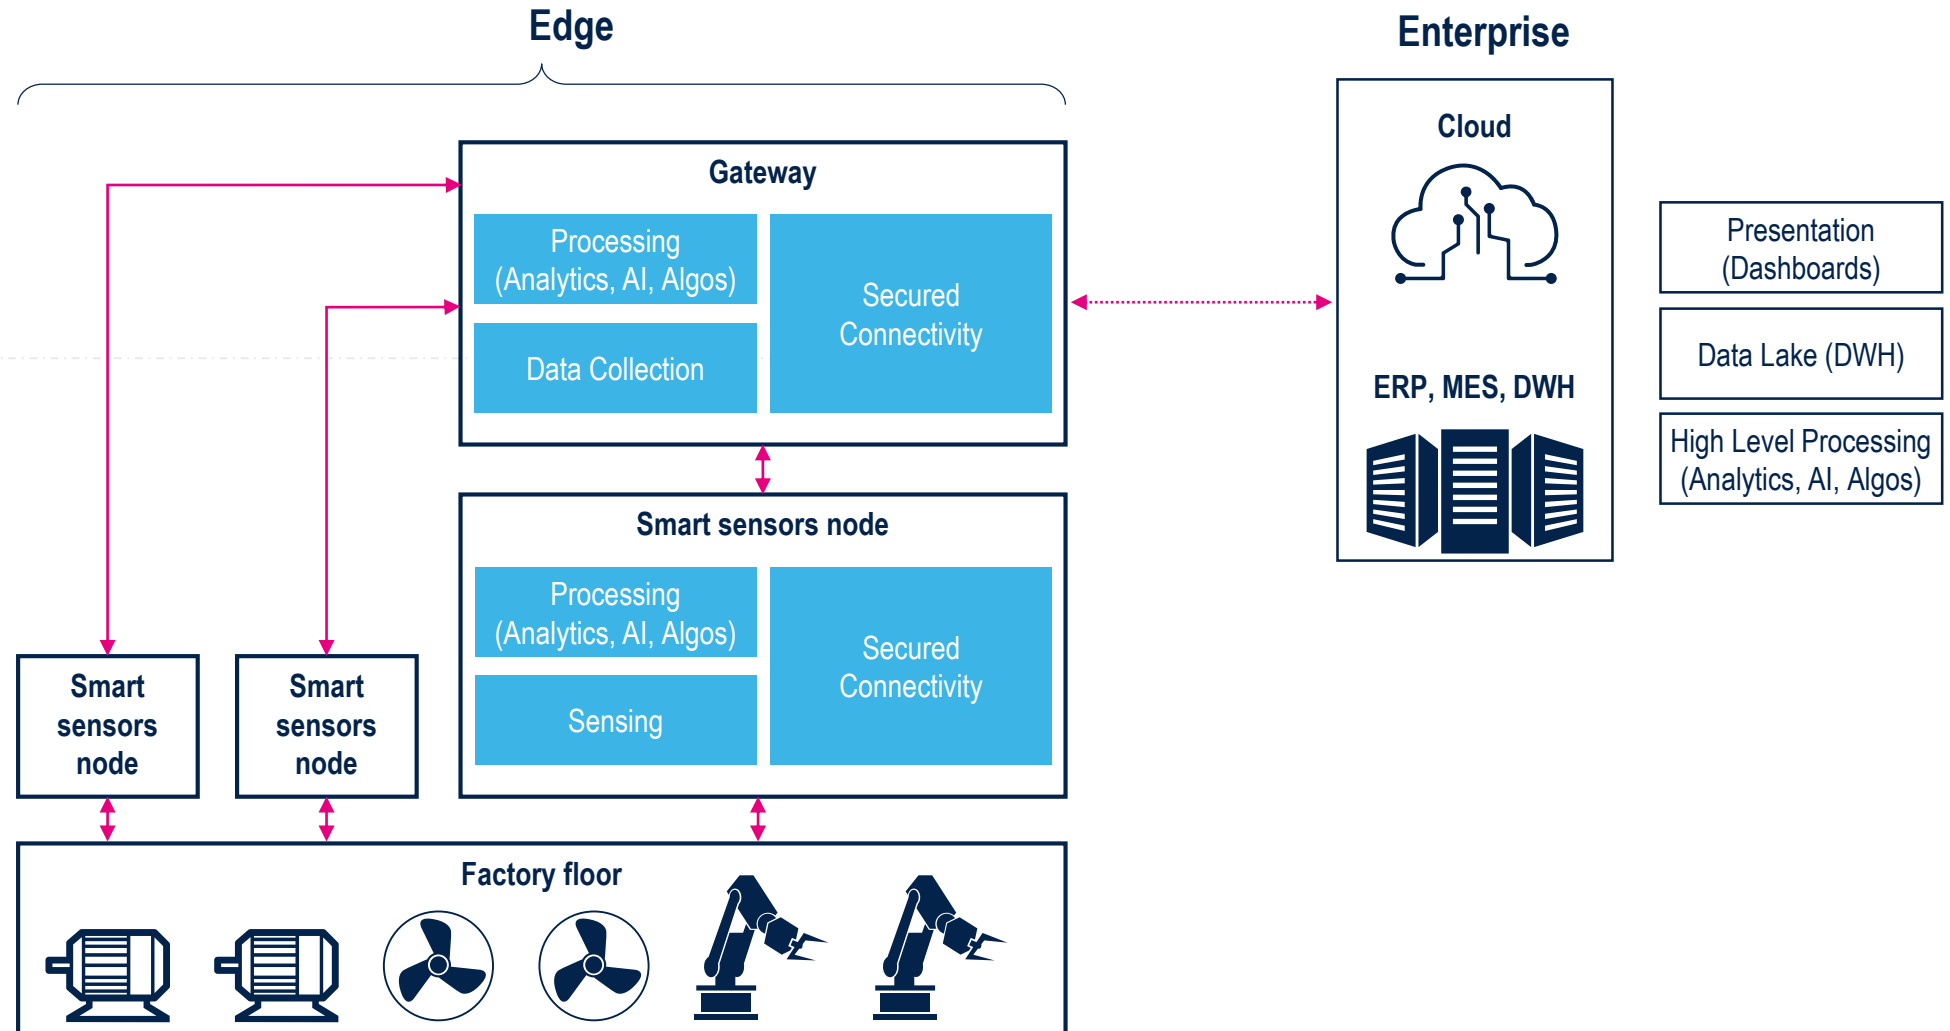 Edge
Enterprise
Gateway
Processing
(Analytics, AI, Algos)
Data Collection
Secured
Connectivity
Smart sensors node
Processing
(Analytics, AI, Algos)
Sensing
Secured
Connectivity
Smart
sensors
node
Smart
sensors
node
Factory floor
Cloud
ERP, MES, DWH
Presentation
(Dashboards)
Data Lake (DWH)
High Level Processing
(Analytics, AI, Algos)